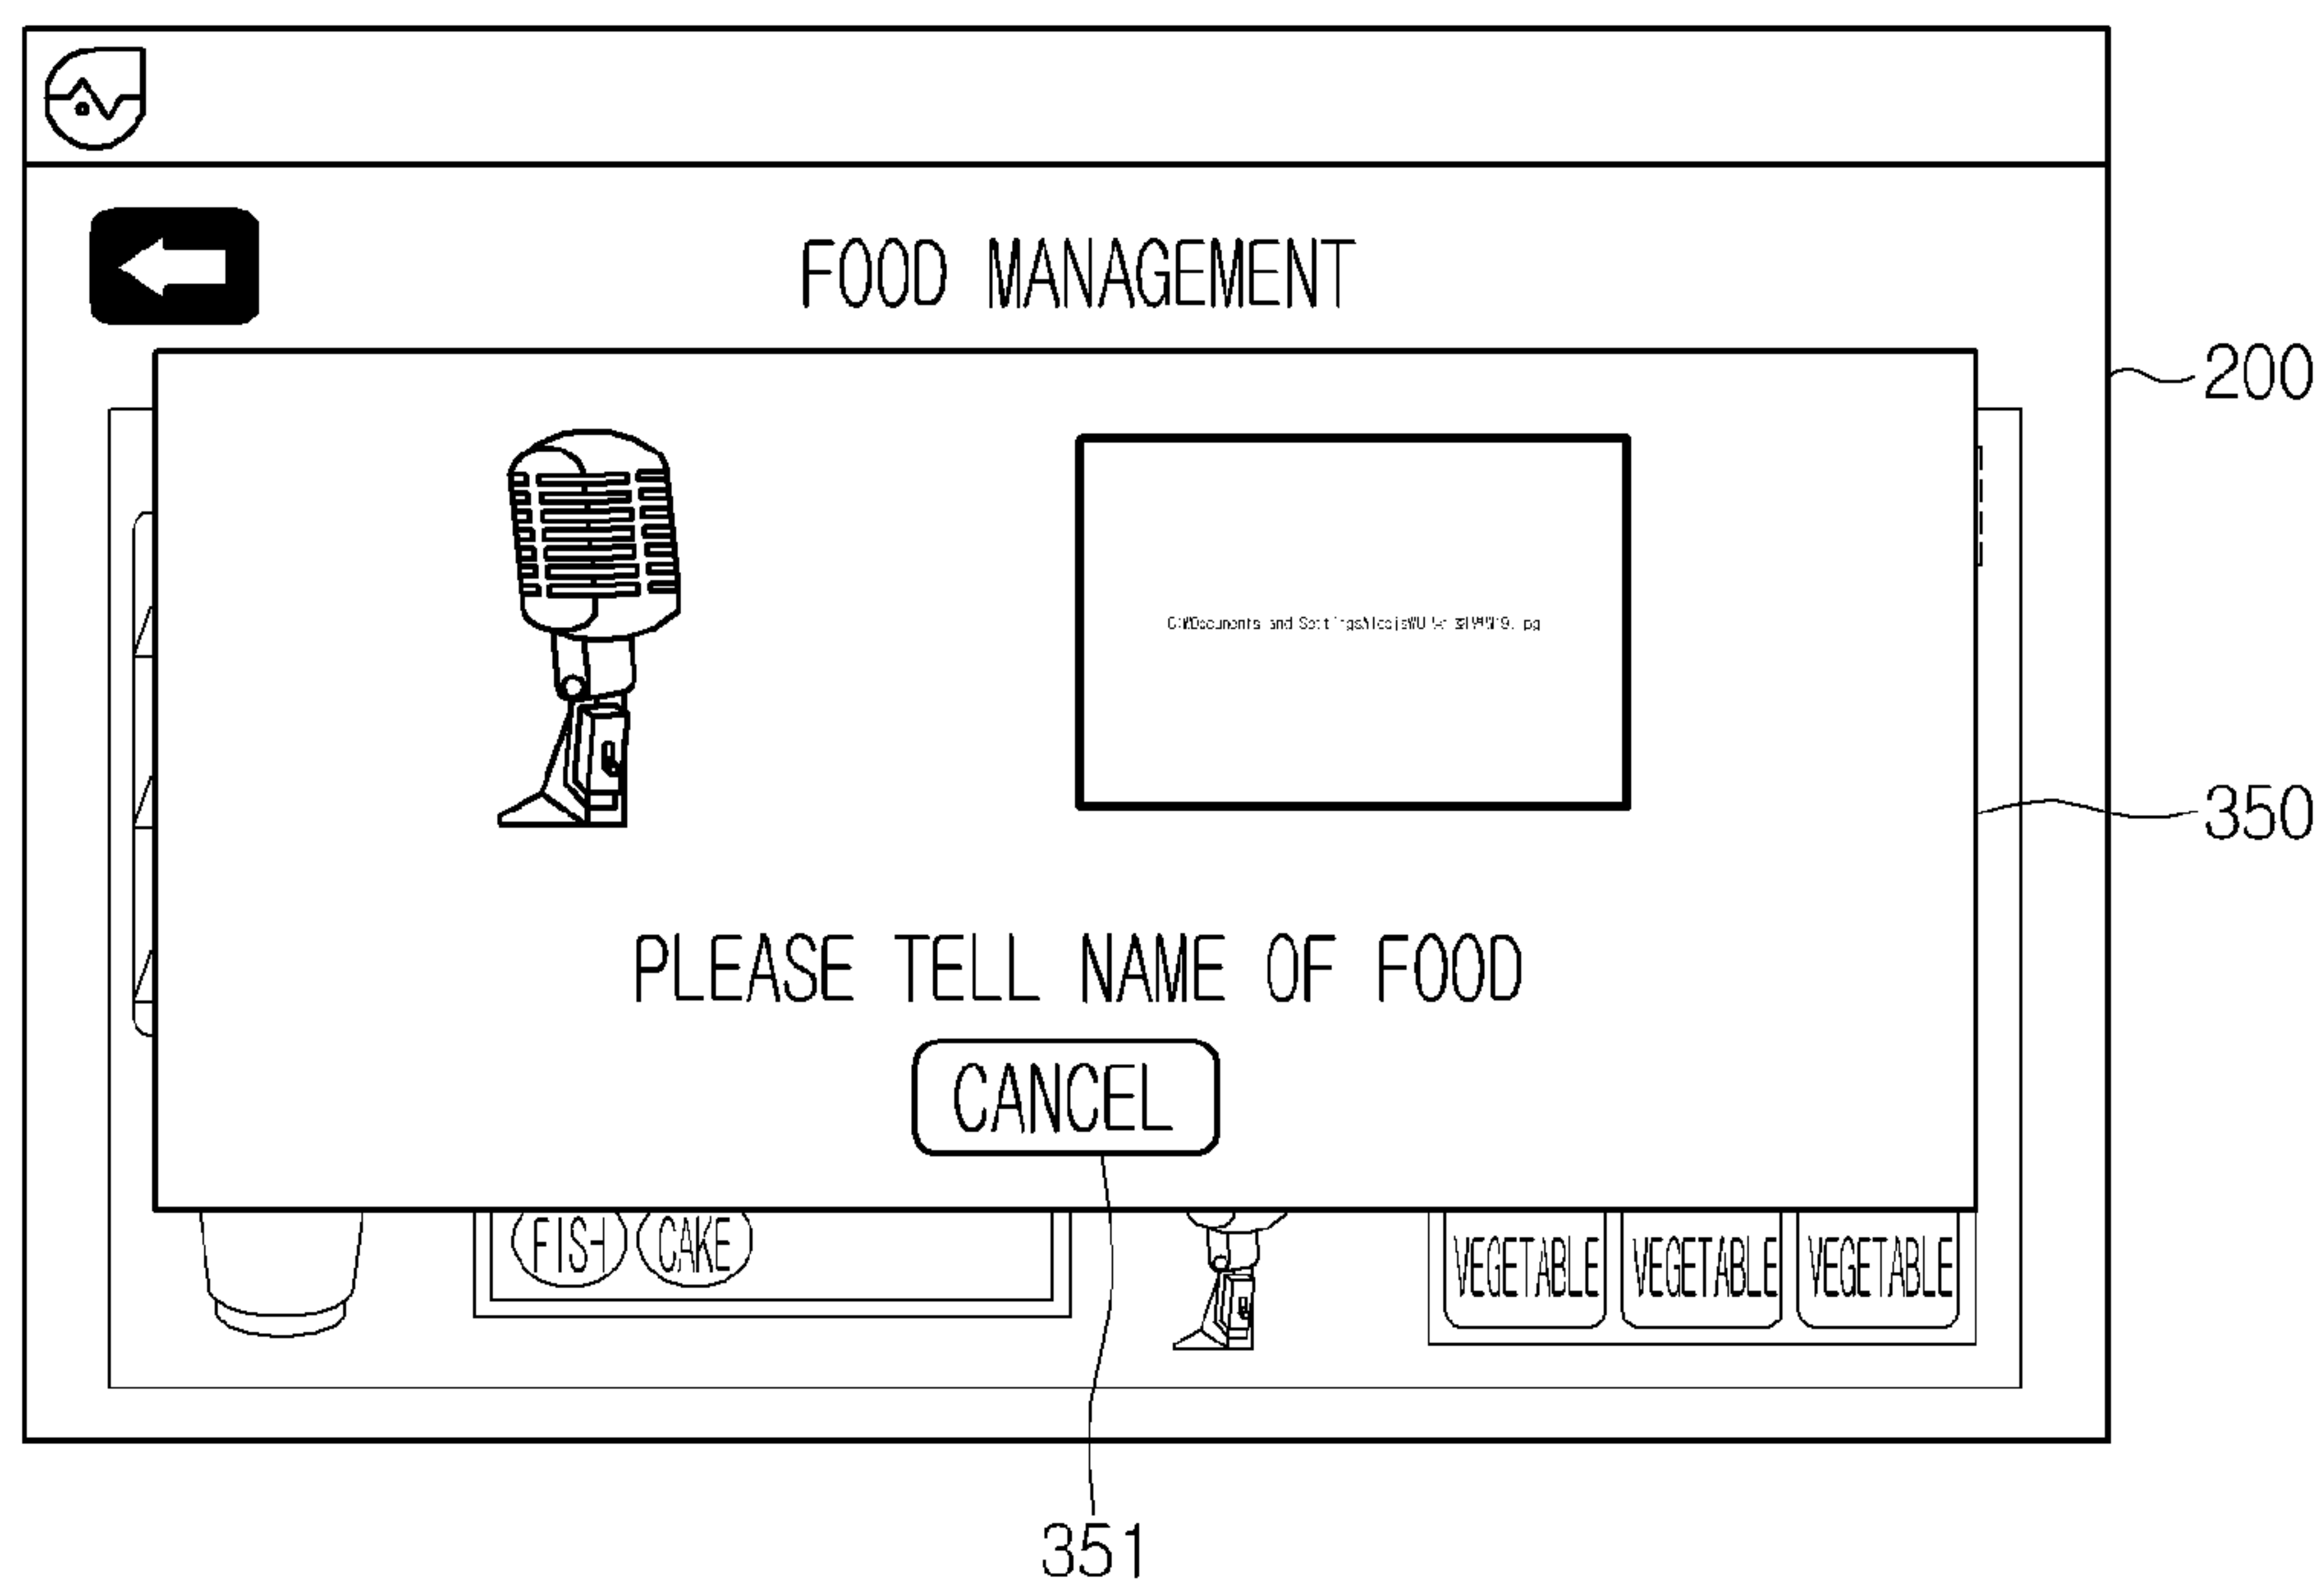 FOOD MANAGEMENT
200
350
PLEASE TELL NAME OF FOOD
CANCEL
FISH CAKE VEGETABLE VEGETABLE VEGETABLE
351